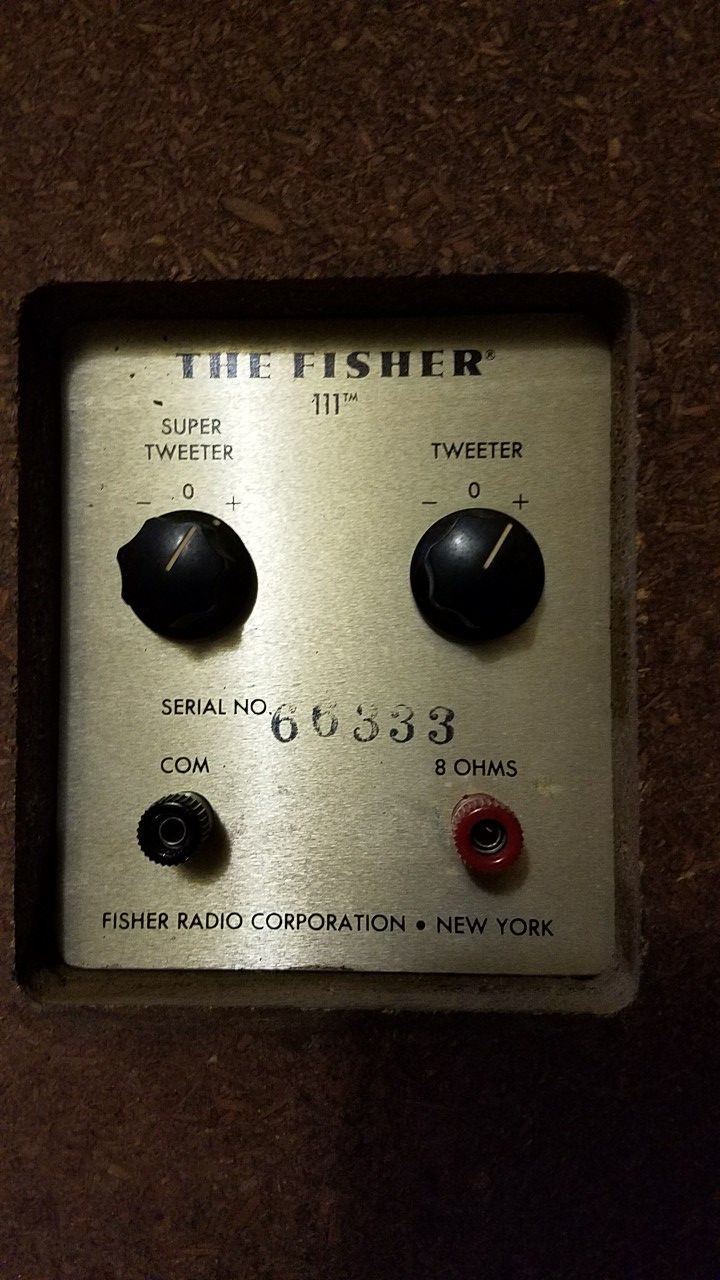 THE FISHER®
111™
SUPER
TWEETER
TWEETER
– 0 +
– 0 +
SERIAL NO. 66333
COM
8 OHMS
FISHER RADIO CORPORATION • NEW YORK